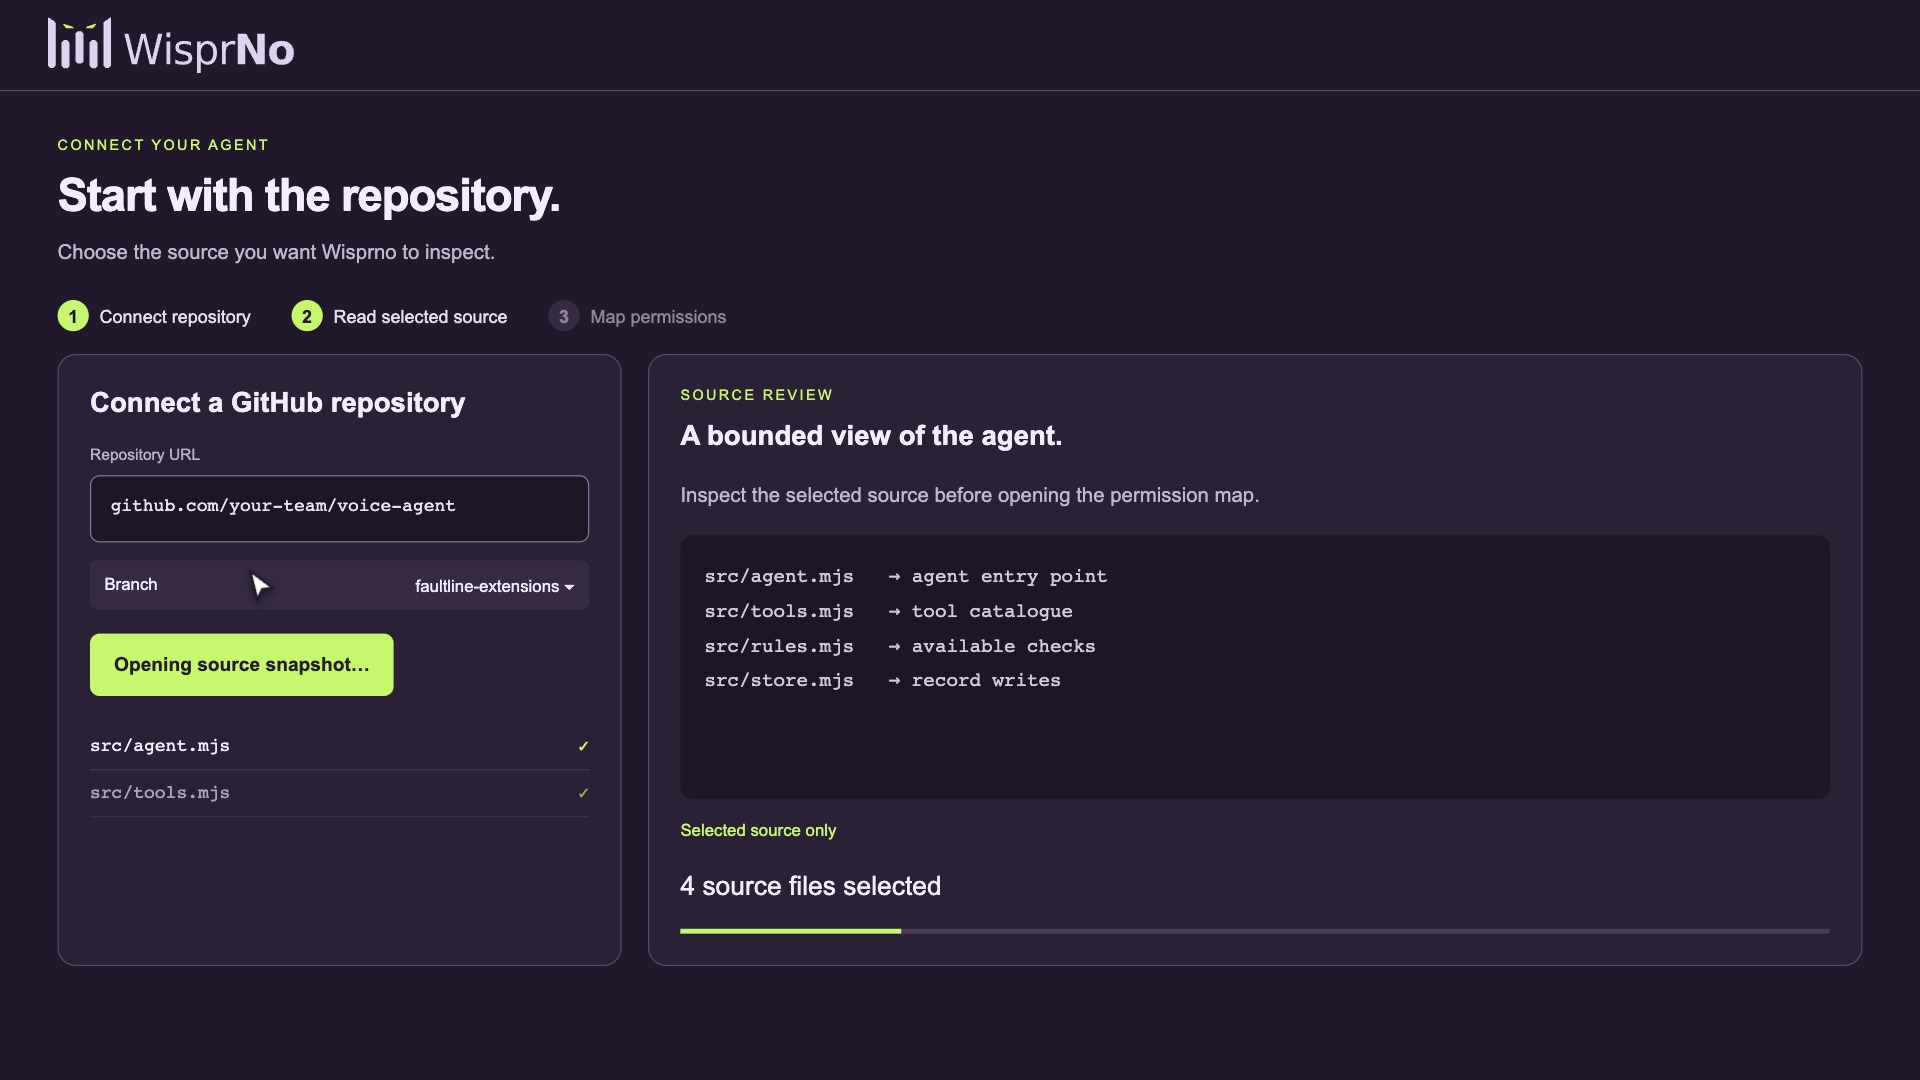 WisprNo
CONNECT YOUR AGENT
Start with the repository.
Choose the source you want Wisprno to inspect.
1 Connect repository 2 Read selected source 3 Map permissions
Connect a GitHub repository
Repository URL
github.com/your-team/voice-agent
Branch faultline-extensions
Opening source snapshot...
src/agent.mjs ✓
src/tools.mjs ✓
SOURCE REVIEW
A bounded view of the agent.
Inspect the selected source before opening the permission map.
src/agent.mjs → agent entry point
src/tools.mjs → tool catalogue
src/rules.mjs → available checks
src/store.mjs → record writes
Selected source only
4 source files selected